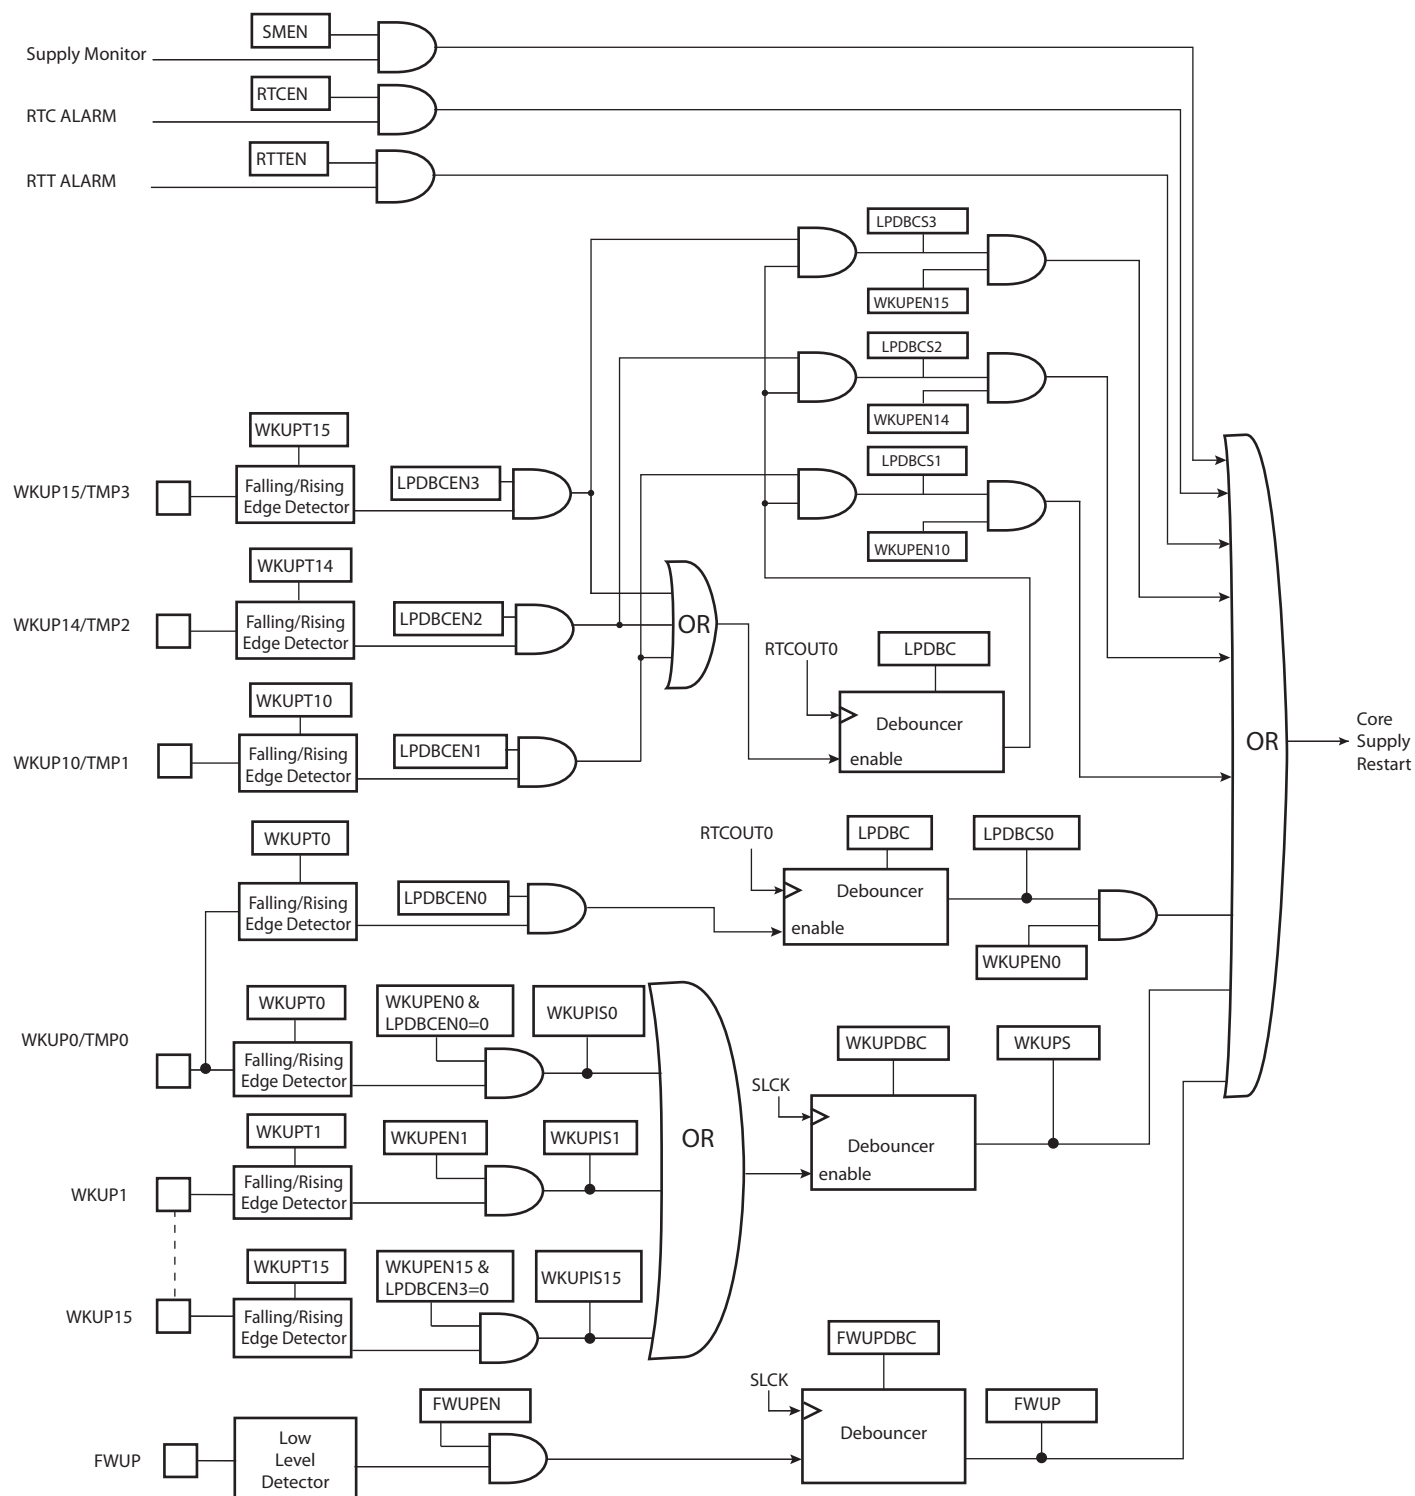 SMEN
Supply Monitor
RTCEN
RTC ALARM
RTTEN
RTT ALARM
LPDBCS3
WKUPEN15
LPDBCS2
WKUPEN14
LPDBCS1
WKUPEN10
WKUPT15
WKUP15/TMP3
Falling/Rising
Edge Detector
LPDBCEN3
WKUPT14
WKUP14/TMP2
Falling/Rising
Edge Detector
LPDBCEN2
OR
RTCOUT0
LPDBC
Debouncer
enable
WKUPT10
WKUP10/TMP1
Falling/Rising
Edge Detector
LPDBCEN1
OR
Core
Supply
Restart
WKUPT0
Falling/Rising
Edge Detector
LPDBCEN0
RTCOUT0
LPDBC
Debouncer
enable
LPDBCS0
WKUPEN0
WKUP0/TMP0
WKUPT0
Falling/Rising
Edge Detector
WKUPEN0 &
LPDBCEN0=0
WKUPIS0
WKUPT1
WKUP1
Falling/Rising
Edge Detector
WKUPEN1
WKUPIS1
OR
SLCK
WKUPDBC
Debouncer
enable
WKUPS
WKUPT15
WKUP15
Falling/Rising
Edge Detector
WKUPEN15 &
LPDBCEN3=0
WKUPIS15
FWUP
Low
Level
Detector
FWUPEN
SLCK
FWUPDBC
Debouncer
FWUP